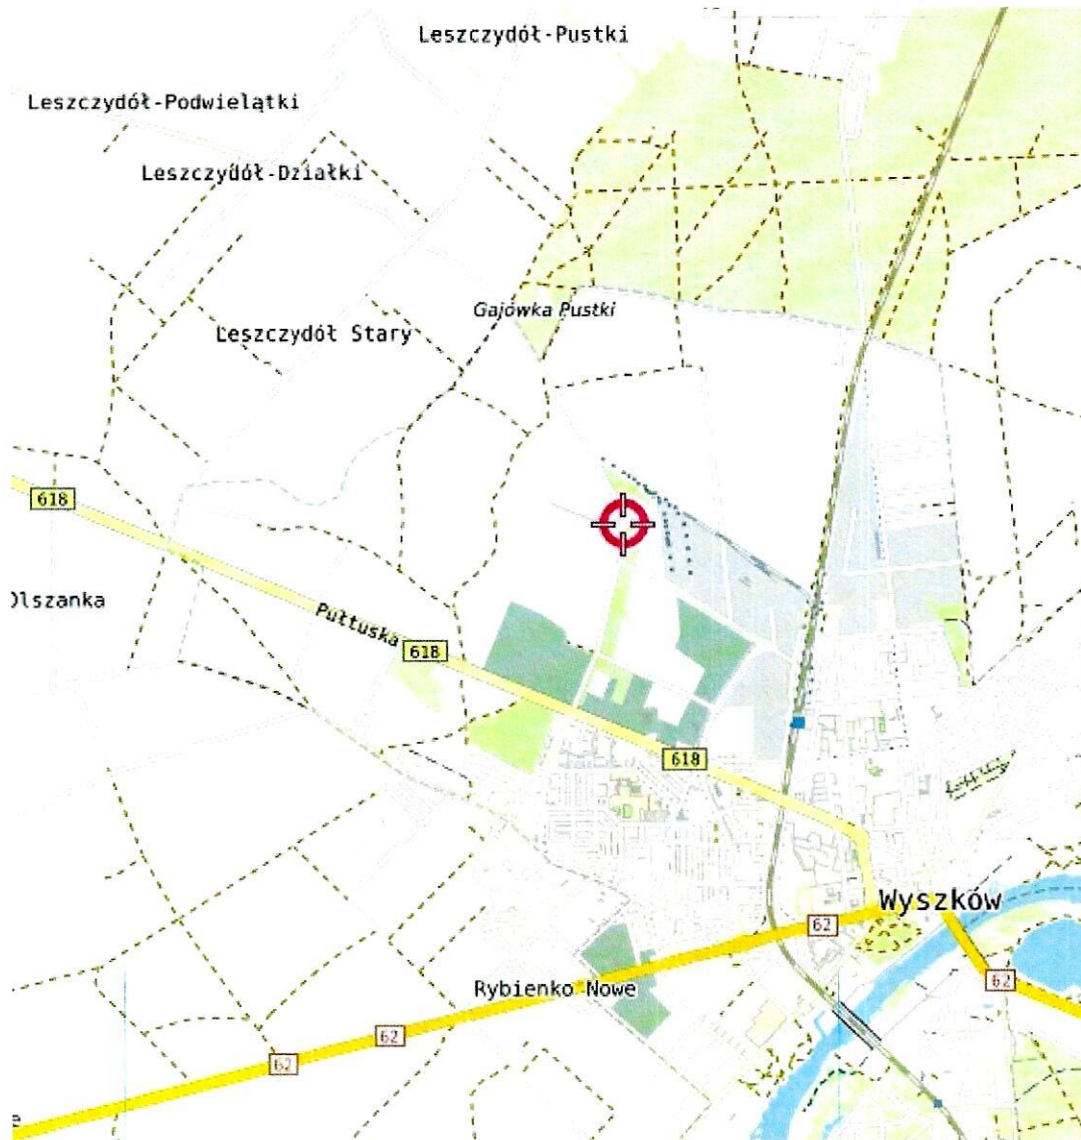 Leszczydół-Pustki
Leszczydół-Podwielątki
Leszczydół-Działki
Gajówka Pustki
Leszczydół Stary
618
Olszanka
Pułtuska
618
618
Wyszków
62
62
Rybienko Nowe
62
62
e